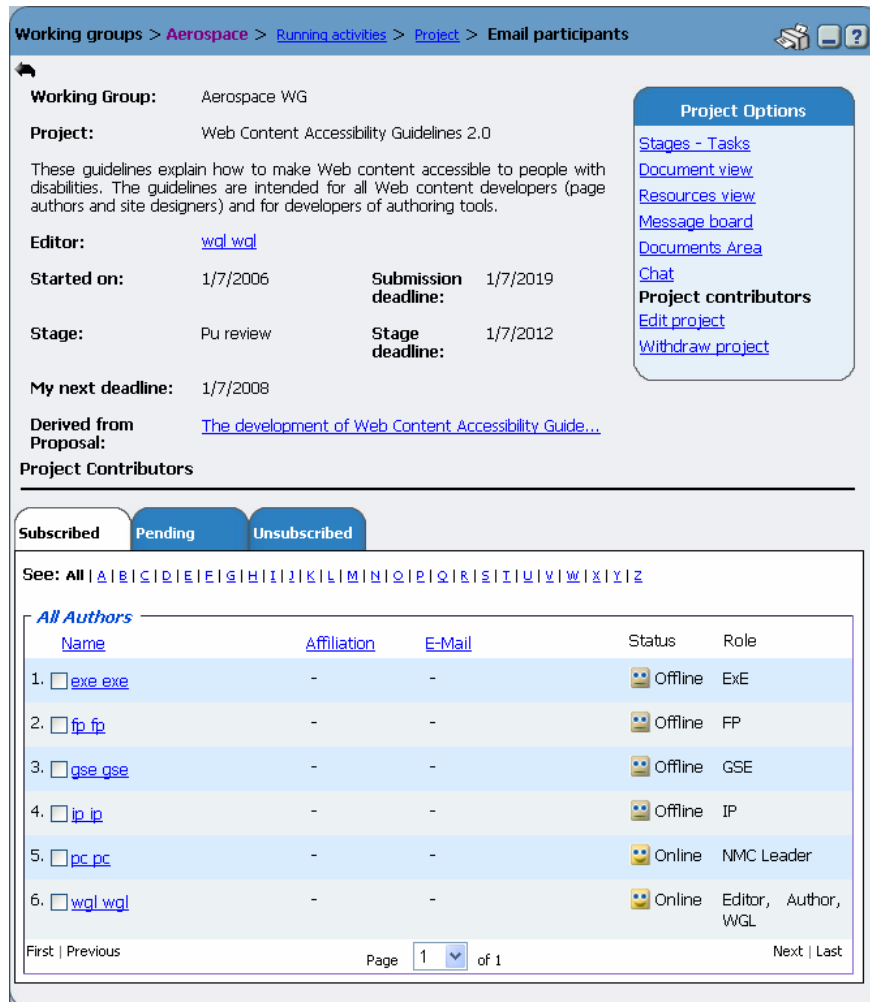 Working groups > Aerospace > Running activities > Project > Email participants
?
Working Group: Aerospace WG
Project: Web Content Accessibility Guidelines 2.0
These guidelines explain how to make Web content accessible to people with
disabilities. The guidelines are intended for all Web content developers (page
authors and site designers) and for developers of authoring tools.
Editor: wgl wgl
Started on: 1/7/2006 Submission deadline: 1/7/2019
Stage: Pu review Stage deadline: 1/7/2012
My next deadline: 1/7/2008
Derived from Proposal: The development of Web Content Accessibility Guide...
Project Options
Stages - Tasks
Document view
Resources view
Message board
Documents Area
Chat
Project contributors
Edit project
Withdraw project
Project Contributors
Subscribed Pending Unsubscribed
See: All | A | B | C | D | E | F | G | H | I | J | K | L | M | N | O | P | Q | R | S | T | U | V | W | X | Y | Z
All Authors
Name Affiliation E-Mail Status Role
1. exe exe - - Offline ExE
2. fp fp - - Offline FP
3. gse gse - - Offline GSE
4. ip ip - - Offline IP
5. pc pc - - Online NMC Leader
6. wgl wgl - - Online Editor, Author,
WGL
First | Previous Page 1 of 1 Next | Last